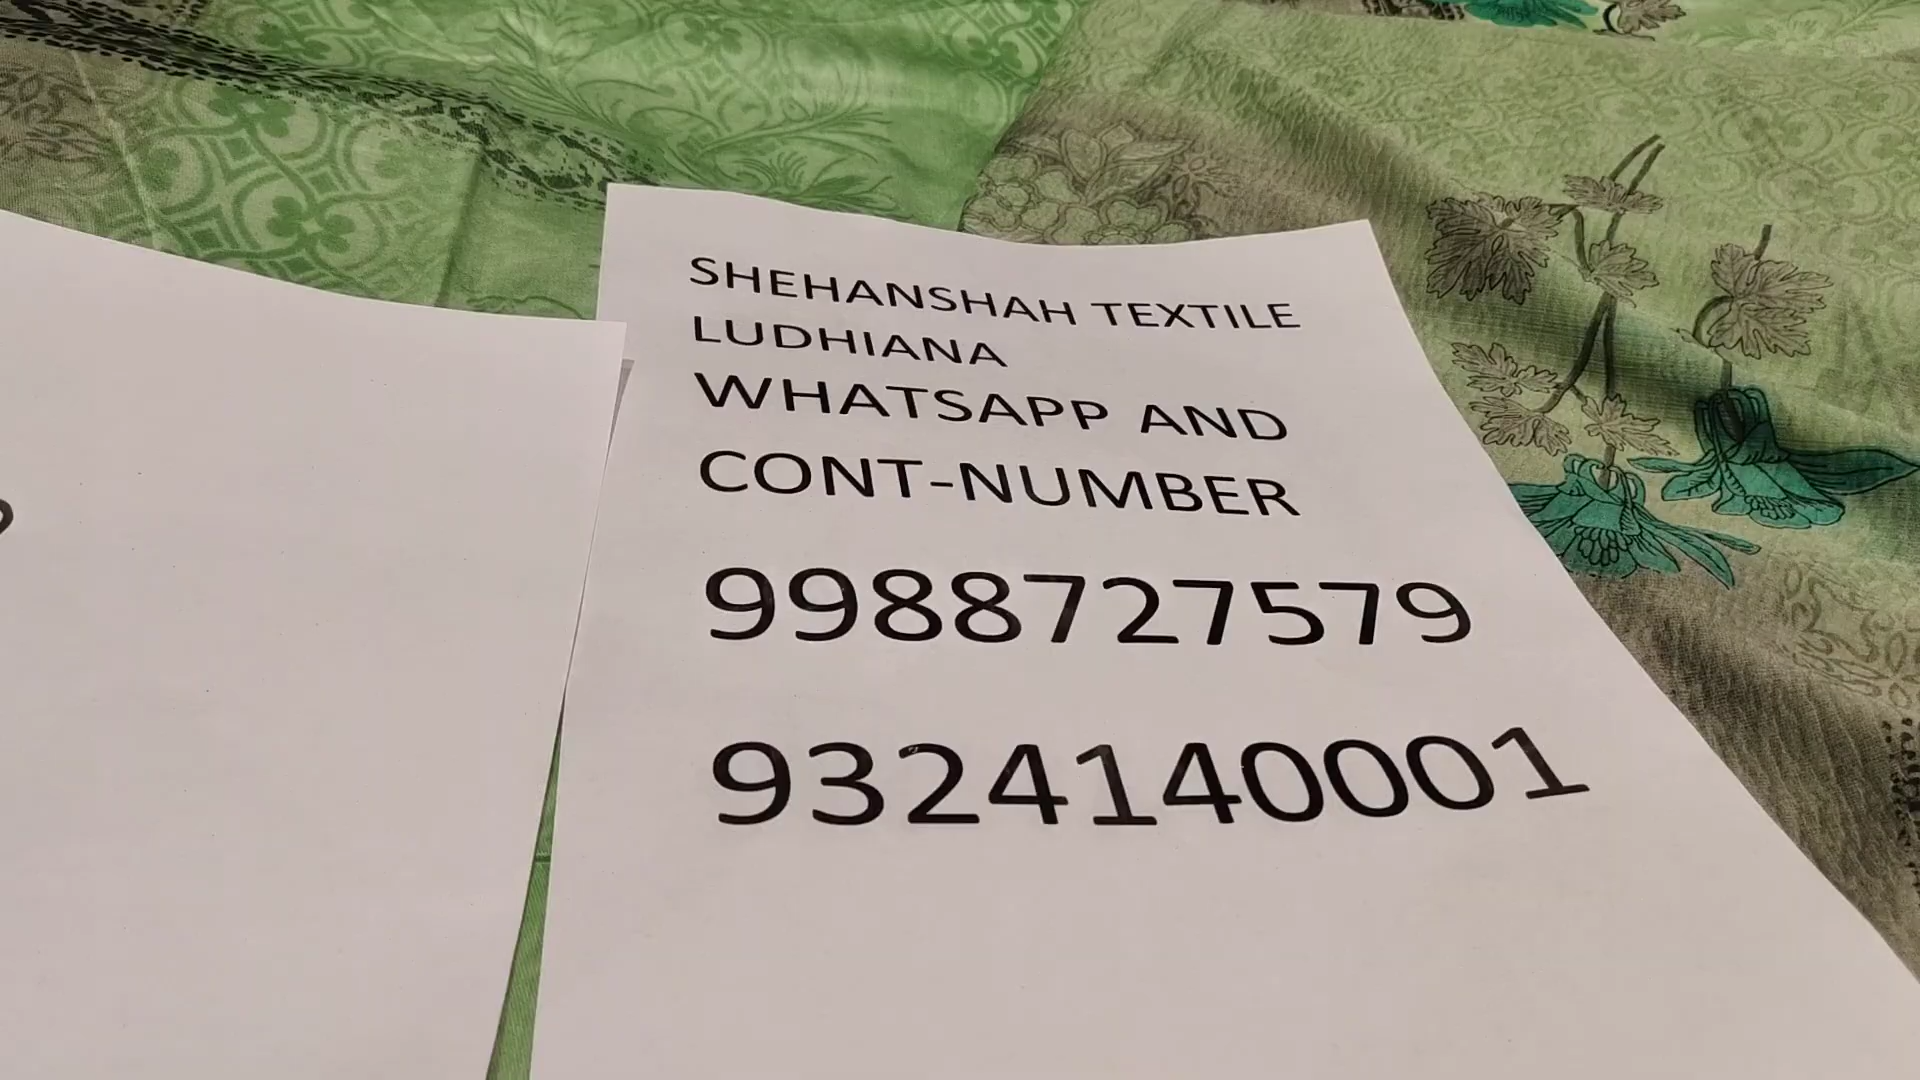 SHEHANSHAH TEXTILE
LUDHIANA
WHATSAPP AND
CONT-NUMBER
9988727579
9324140001